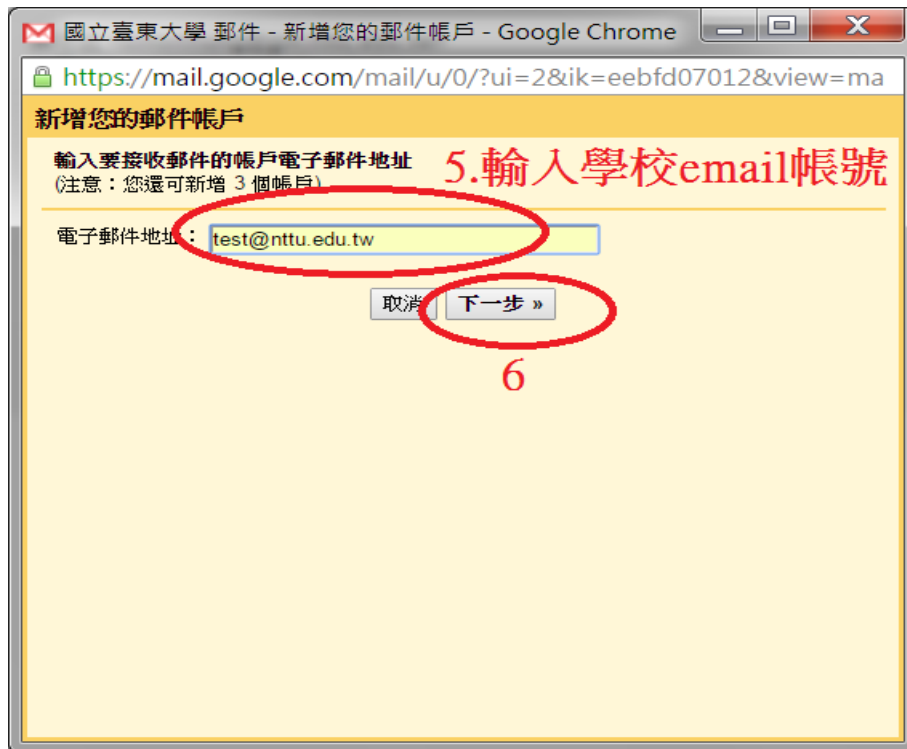 國立臺東大學 郵件 - 新增您的郵件帳戶 - Google Chrome
https://mail.google.com/mail/u/0/?ui=2&ik=eebfd07012&view=ma
新增您的郵件帳戶
輸入要接收郵件的帳戶電子郵件地址
(注意：您還可新增 3 個帳戶)
5.輸入學校email帳號
電子郵件地址： test@nttu.edu.tw
取消 下一步 »
6